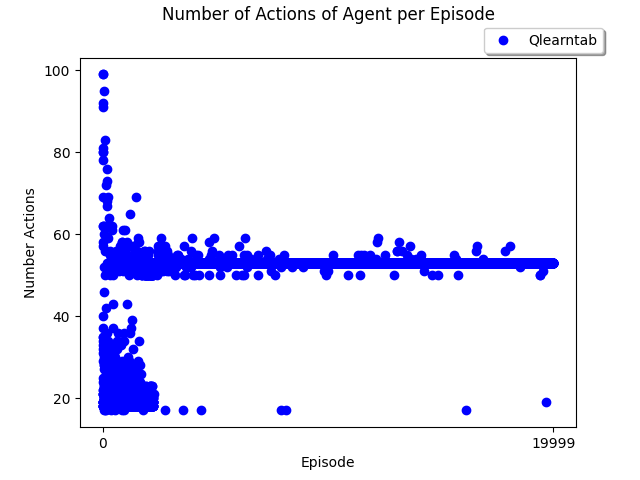 Number of Actions of Agent per Episode
Qlearntab
100
80
60
40
20
Number Actions
0
19999
Episode